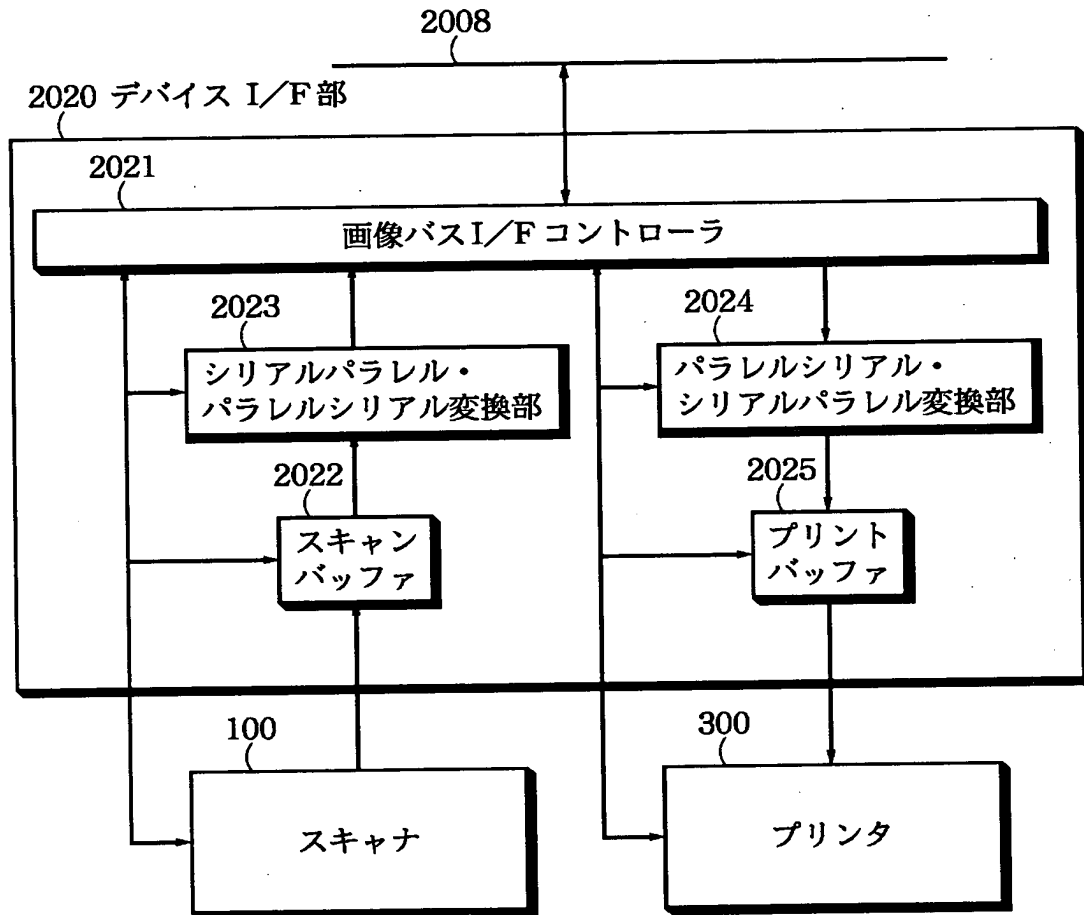 2008
2020 デバイス I／F部
2021
画像バスI／Fコントローラ
2023
シリアルパラレル・
パラレルシリアル変換部
2024
パラレルシリアル・
シリアルパラレル変換部
2022
スキャン
バッファ
2025
プリント
バッファ
100
スキャナ
300
プリンタ